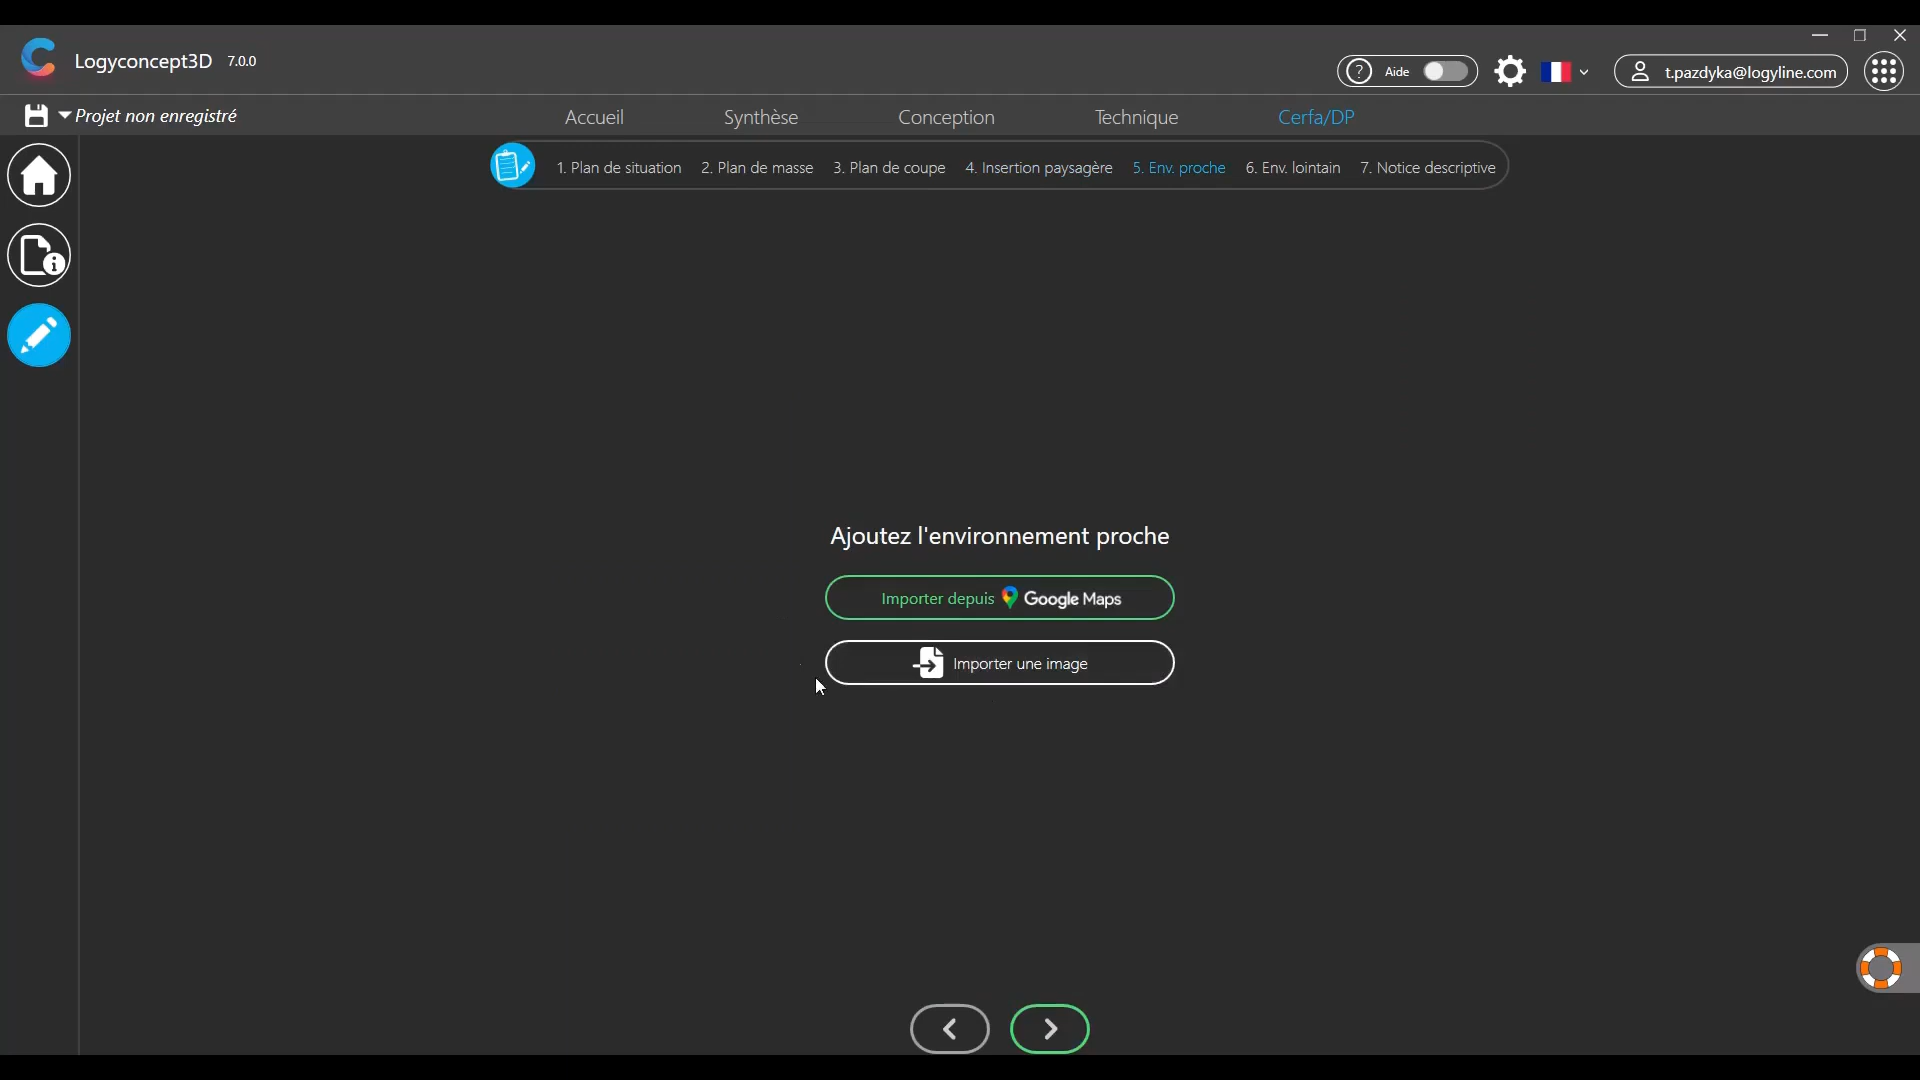 Logyconcept3D 7.0.0
? Aide
t.pazdyka@logyline.com
Projet non enregistré
Accueil Synthèse Conception Technique Cerfa/DP
1. Plan de situation 2. Plan de masse 3. Plan de coupe 4. Insertion paysagère 5. Env. proche 6. Env. lointain 7. Notice descriptive
Ajoutez l'environnement proche
Importer depuis Google Maps
Importer une image